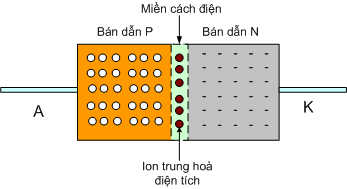 Miền cách điện
Bán dẫn P
Bán dẫn N
A
K
Ion trung hoà
điện tích